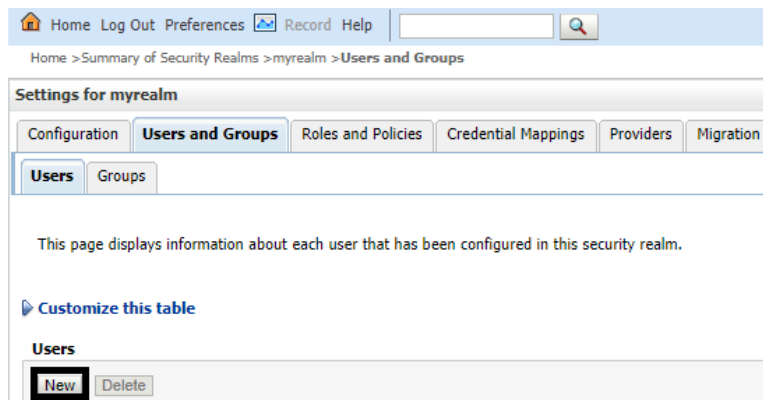 Home Log Out Preferences Record Help
Home >Summary of Security Realms >myrealm >Users and Groups
Settings for myrealm
Configuration Users and Groups Roles and Policies Credential Mappings Providers Migration
Users Groups
This page displays information about each user that has been configured in this security realm.
Customize this table
Users
New Delete